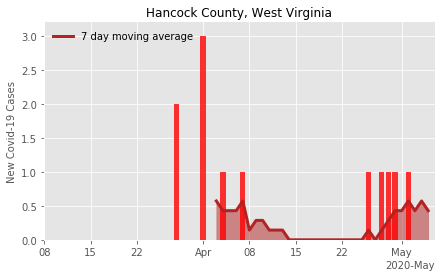 Hancock County, West Virginia
7 day moving average
New Covid-19 Cases
3.0
2.5
2.0
1.5
1.0
0.5
0.0
08 15 22 Apr 08 15 22 May
2020-May